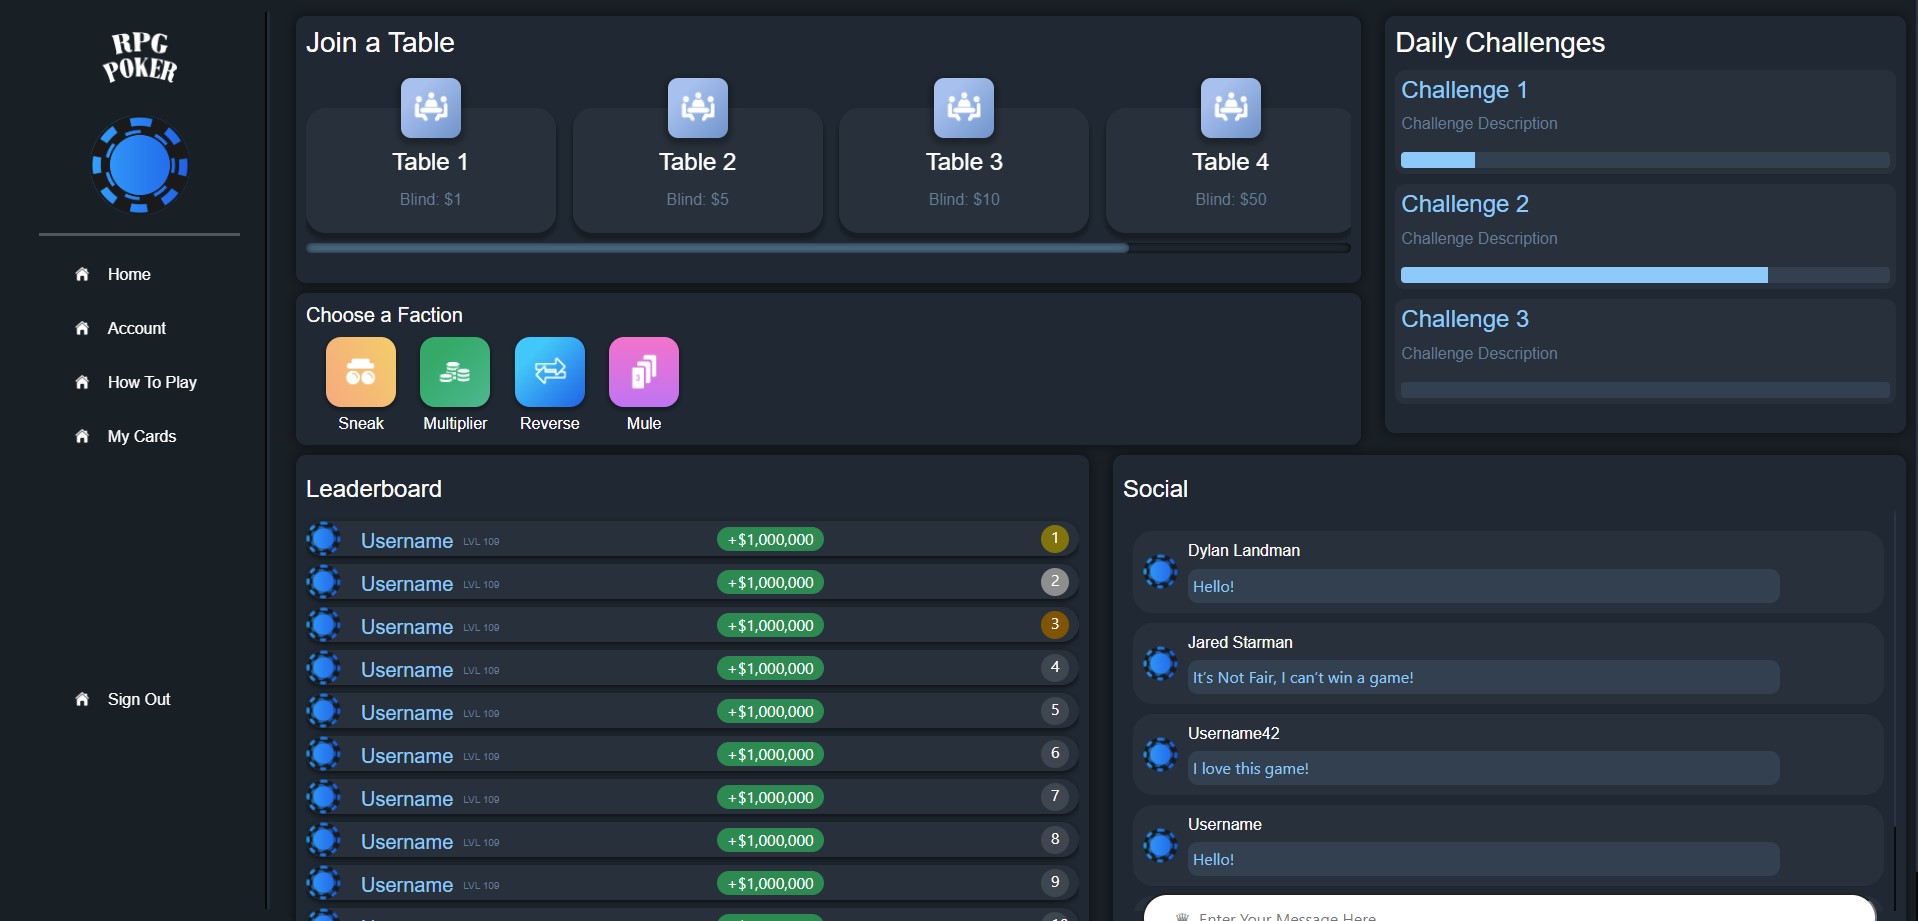 RPG
POKER
Home
Account
How To Play
My Cards
Sign Out
Join a Table
Table 1
Blind: $1
Table 2
Blind: $5
Table 3
Blind: $10
Table 4
Blind: $50
Choose a Faction
Sneak
Multiplier
Reverse
Mule
Daily Challenges
Challenge 1
Challenge Description
Challenge 2
Challenge Description
Challenge 3
Challenge Description
Leaderboard
Username LVL 109 +$1,000,000 1
Username LVL 109 +$1,000,000 2
Username LVL 109 +$1,000,000 3
Username LVL 109 +$1,000,000 4
Username LVL 109 +$1,000,000 5
Username LVL 109 +$1,000,000 6
Username LVL 109 +$1,000,000 7
Username LVL 109 +$1,000,000 8
Username LVL 109 +$1,000,000 9
Social
Dylan Landman
Hello!
Jared Starman
It's Not Fair, I can't win a game!
Username42
I love this game!
Username
Hello!
Enter Your Message Here